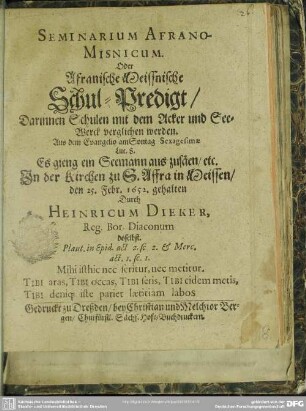 SEMINARIUM AFRANO-
MISNICUM.
Oder
Afranische Meissnische
Schul-Predigt/
Darinnen Schulen mit dem Acker und See-
Werck verglichen werden.
Aus dem Evangelio am Sontag Sexagesimæ
Luc. 8.
Es gieng ein Seemann aus zusäen/ etc.
In der Kirchen zu S. Affra in Meissen/
den 25. Febr. 1652. gehalten
Durch
HEINRICUM DIEKER,
Reg. Bor. Diaconum
daselbst.
Plaut. in Epid. act 2. sc. 2. & Merc.
act. 1. sc. 1.
Mihi isthic nec seritur, nec metitur.
TIBI aras, TIBI occas, TIBI seris, TIBI eidem metis,
TIBI deniq; iste pariet lætitiam labos
Gedruckt zu Dreßden/ bey Christian und Melchior Ber-
gen/ Churfürstl. Sächs. Hoff-Buchdruckern.